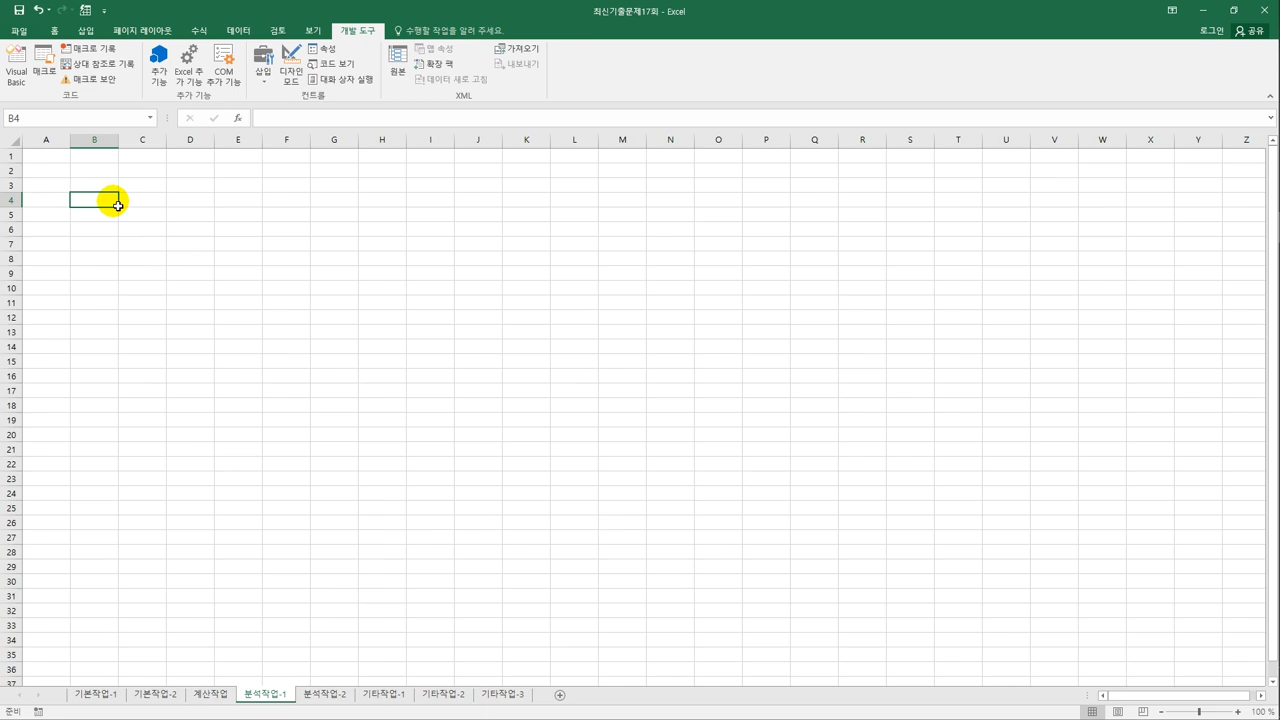 최신기출문제17회 - Excel
파일 홈 삽입 페이지 레이아웃 수식 데이터 검토 보기 개발 도구 수행할 작업을 알려 주세요. 로그인 공유
Visual Basic
매크로
매크로 기록
상대 참조로 기록
매크로 보안
코드
추가 기능
Excel 추가 기능
COM 추가 기능
추가 기능
삽입
디자인 모드
속성
코드 보기
대화 상자 실행
컨트롤
원본
맵 속성
확장 팩
데이터 새로 고침
가져오기
내보내기
XML
B4 fx
A B C D E F G H I J K L M N O P Q R S T U V W X Y Z
1
2
3
4
5
6
7
8
9
10
11
12
13
14
15
16
17
18
19
20
21
22
23
24
25
26
27
28
29
30
31
32
33
34
35
36
37
기본작업-1 기본작업-2 계산작업 분석작업-1 분석작업-2 기타작업-1 기타작업-2 기타작업-3
준비 100 %